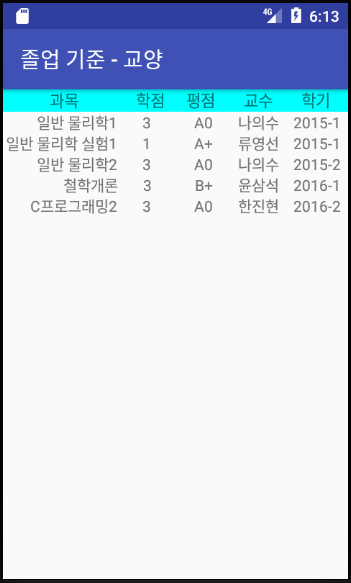 4G 6:13
졸업 기준 - 교양
과목 학점 평점 교수 학기
일반 물리학1 3 A0 나의수 2015-1
일반 물리학 실험1 1 A+ 류영선 2015-1
일반 물리학2 3 A0 나의수 2015-2
철학개론 3 B+ 윤삼석 2016-1
C프로그래밍2 3 A0 한진현 2016-2